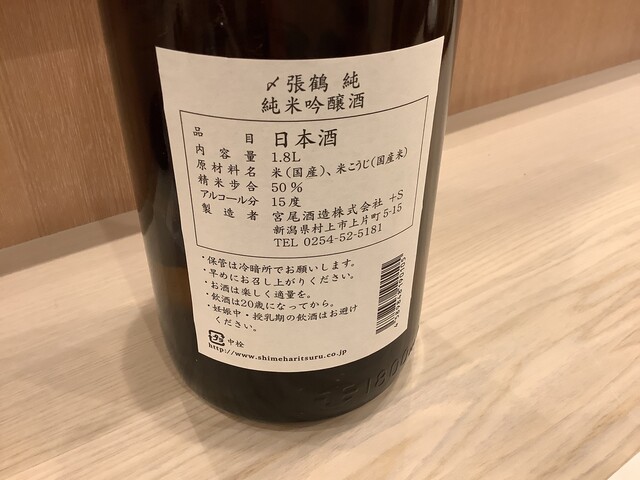 〆張鶴 純
純米吟醸酒
品目 日本酒
内容量 1.8L
原材料名 米(国産)、米こうじ(国産米)
精米歩合 50%
アルコール分 15度
製造者 宮尾酒造株式会社 +S
新潟県村上市上片町5-15
TEL 0254-52-5181
・保管は冷暗所でお願いします。
・早めにお召し上がりください。
・お酒は楽しく適量を。
・飲酒は20歳になってから。
・妊娠中・授乳期の飲酒はお避け
ください。
中栓
http://www.shimeharitsuru.co.jp